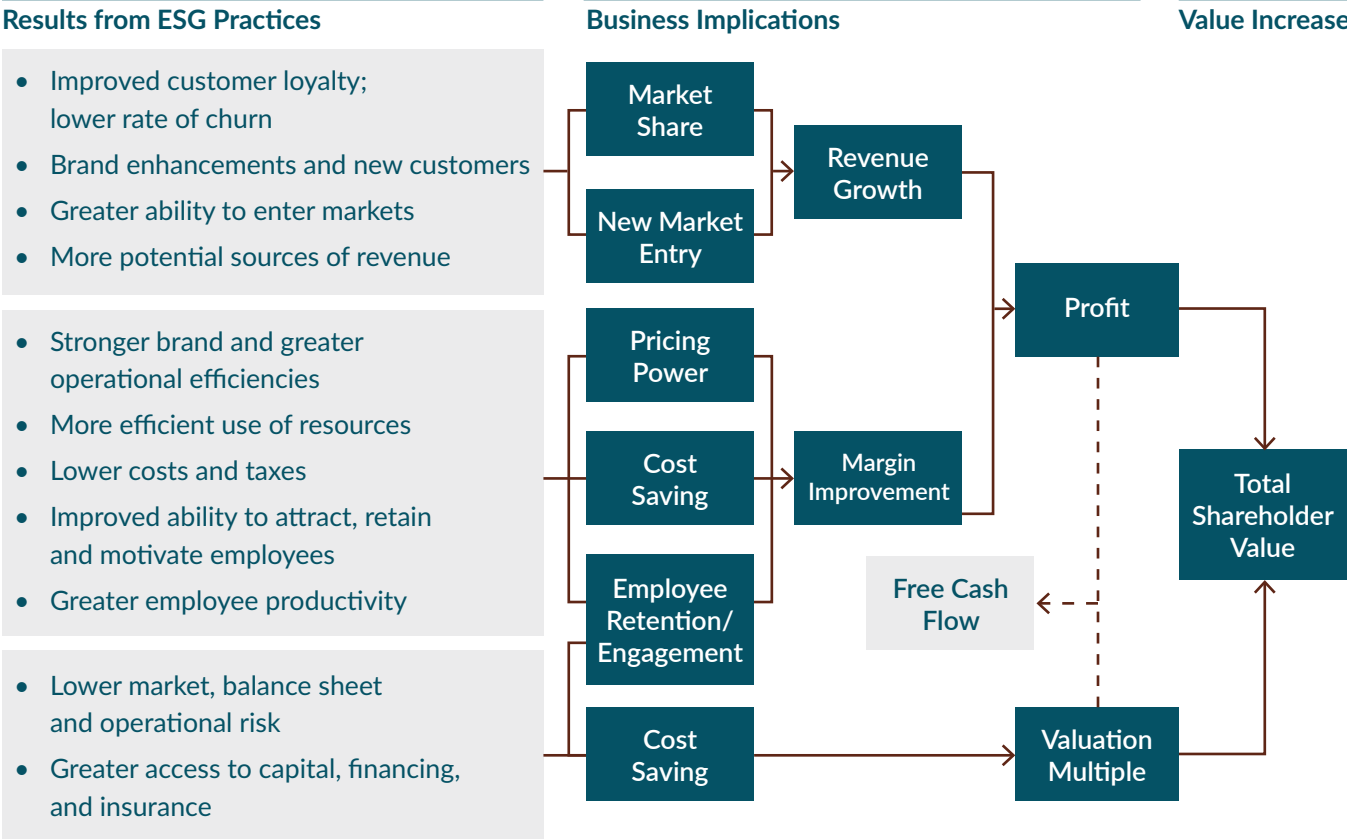 Results from ESG Practices
Business Implications
Value Increase
• Improved customer loyalty;
lower rate of churn
• Brand enhancements and new customers
• Greater ability to enter markets
• More potential sources of revenue
Market
Share
New Market
Entry
Revenue
Growth
Profit
• Stronger brand and greater
operational efficiencies
• More efficient use of resources
• Lower costs and taxes
• Improved ability to attract, retain
and motivate employees
• Greater employee productivity
Pricing
Power
Cost
Saving
Employee
Retention/
Engagement
Margin
Improvement
Total
Shareholder
Value
Free Cash
Flow
• Lower market, balance sheet
and operational risk
• Greater access to capital, financing,
and insurance
Cost
Saving
Valuation
Multiple